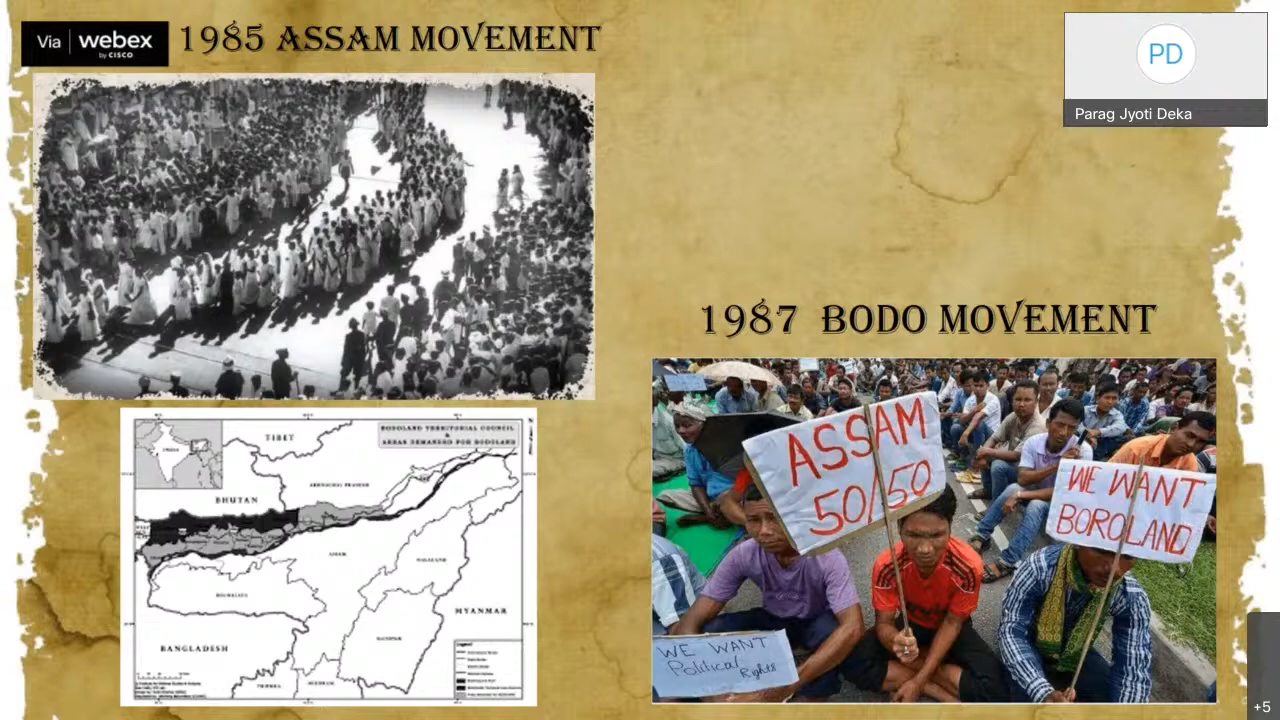 Via webex
by CISCO
1985 ASSAM MOVEMENT
PD
Parag Jyoti Deka
1987 BODO MOVEMENT
BODOLAND TERRITORIAL COUNCIL
&
AREAS DEMANDED FOR BODOLAND
INDIA
TIBET
ARUNACHAL PRADESH
BHUTAN
ASSAM
NAGALAND
MEGHALAYA
MYANMAR
BANGLADESH
MANIPUR
TRIPURA
MIZORAM
Legend
ASSAM
50/50
WE WANT
BOROLAND
WE WANT
Political
Rights
+5